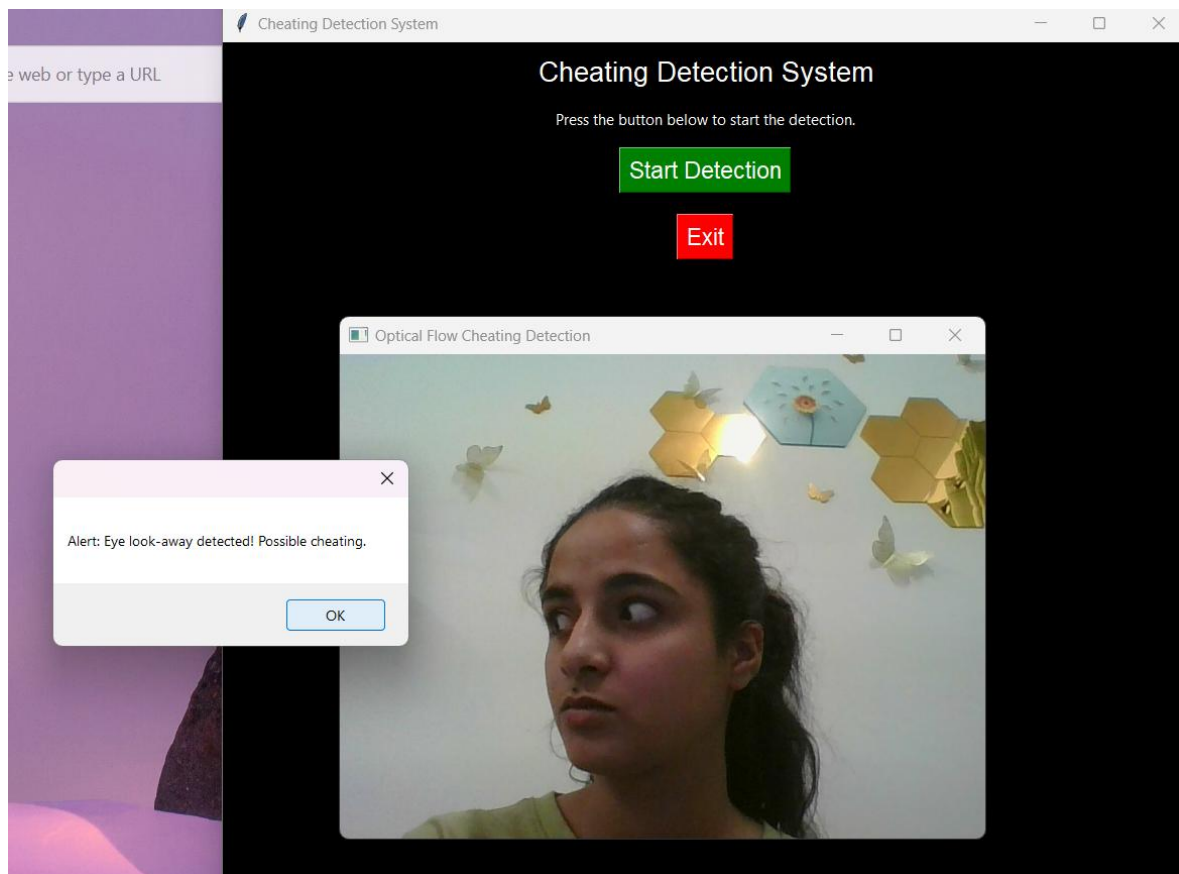 Cheating Detection System
e web or type a URL
Cheating Detection System
Press the button below to start the detection.
Start Detection
Exit
Optical Flow Cheating Detection
Alert: Eye look-away detected! Possible cheating.
OK